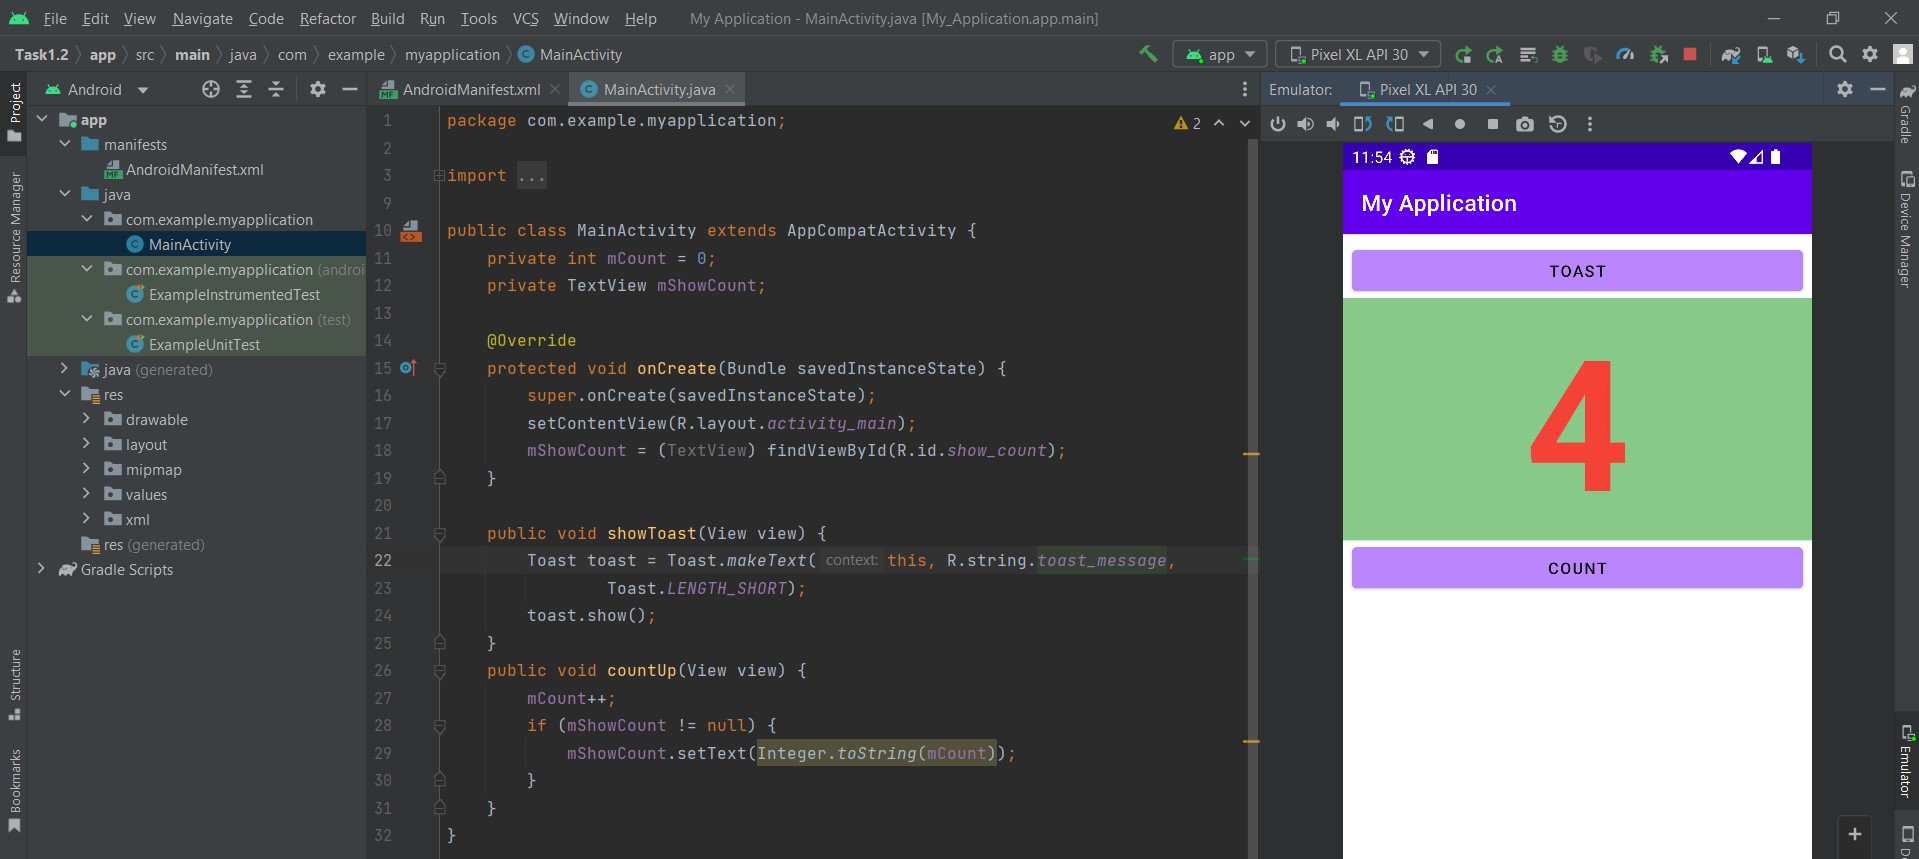 File Edit View Navigate Code Refactor Build Run Tools VCS Window Help My Application - MainActivity.java [My_Application.app.main]
Task1.2 app src main java com example myapplication MainActivity app Pixel XL API 30
Android AndroidManifest.xml MainActivity.java Emulator: Pixel XL API 30
Project
Resource Manager
Structure
Bookmarks
app
manifests
AndroidManifest.xml
java
com.example.myapplication
MainActivity
com.example.myapplication (androi
ExampleInstrumentedTest
com.example.myapplication (test)
ExampleUnitTest
java (generated)
res
drawable
layout
mipmap
values
xml
res (generated)
Gradle Scripts
2
1 package com.example.myapplication;
2
3 import ...
9
10 public class MainActivity extends AppCompatActivity {
11 private int mCount = 0;
12 private TextView mShowCount;
13
14 @Override
15 protected void onCreate(Bundle savedInstanceState) {
16 super.onCreate(savedInstanceState);
17 setContentView(R.layout.activity_main);
18 mShowCount = (TextView) findViewById(R.id.show_count);
19 }
20
21 public void showToast(View view) {
22 Toast toast = Toast.makeText( context: this, R.string.toast_message,
23 Toast.LENGTH_SHORT);
24 toast.show();
25 }
26 public void countUp(View view) {
27 mCount++;
28 if (mShowCount != null) {
29 mShowCount.setText(Integer.toString(mCount));
30 }
31 }
32 }
11:54
My Application
TOAST
4
COUNT
+
Gradle
Device Manager
Emulator